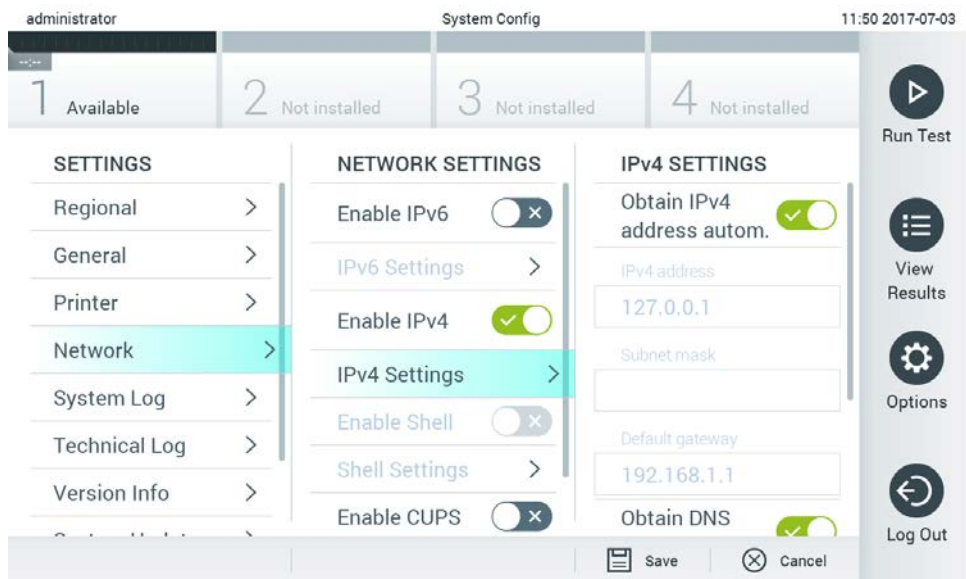 administrator
System Config
11:50 2017-07-03
--:--
1 Available
2 Not installed
3 Not installed
4 Not installed
SETTINGS
Regional
General
Printer
Network
System Log
Technical Log
Version Info
NETWORK SETTINGS
Enable IPv6
IPv6 Settings
Enable IPv4
IPv4 Settings
Enable Shell
Shell Settings
Enable CUPS
IPv4 SETTINGS
Obtain IPv4
address autom.
IPv4 address
127.0.0.1
Subnet mask
Default gateway
192.168.1.1
Obtain DNS
Save
Cancel
Run Test
View
Results
Options
Log Out